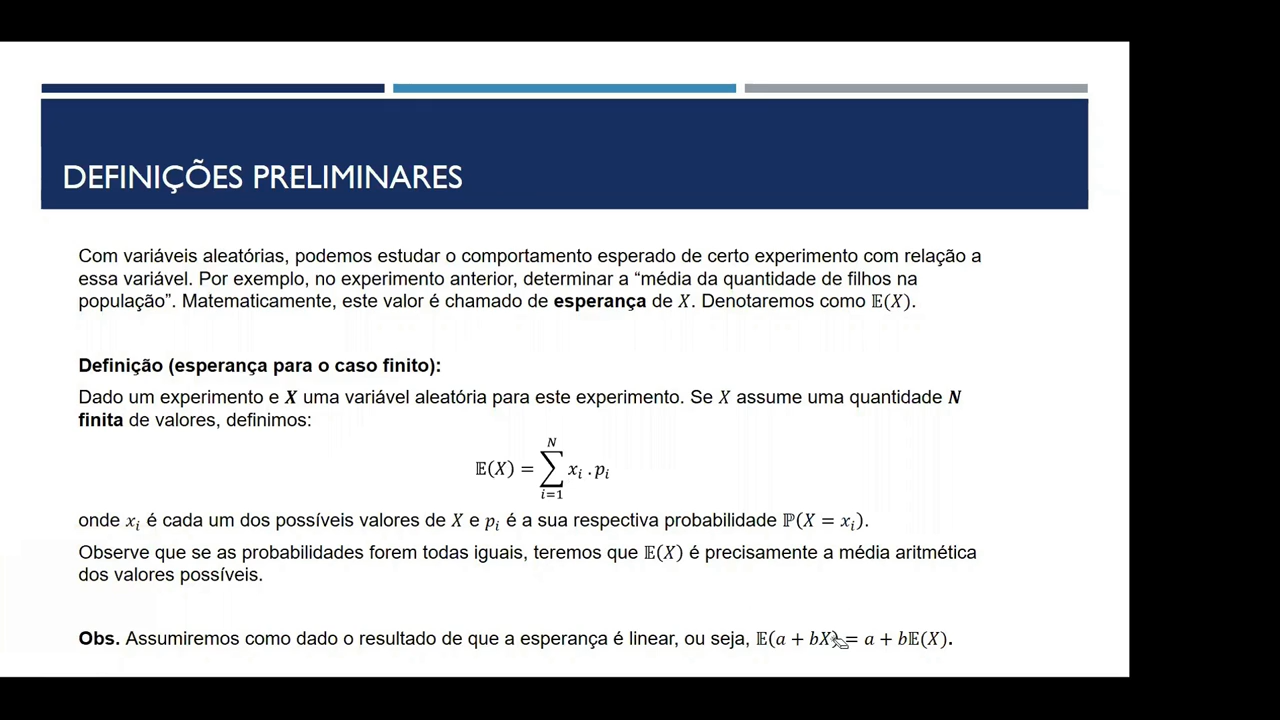 DEFINIÇÕES PRELIMINARES
Com variáveis aleatórias, podemos estudar o comportamento esperado de certo experimento com relação a
essa variável. Por exemplo, no experimento anterior, determinar a “média da quantidade de filhos na
população”. Matematicamente, este valor é chamado de esperança de X. Denotaremos como 𝔼(X).
Definição (esperança para o caso finito):
Dado um experimento e X uma variável aleatória para este experimento. Se X assume uma quantidade N
finita de valores, definimos:
𝔼(X) = ∑_{i=1}^{N} x_i . p_i
onde x_i é cada um dos possíveis valores de X e p_i é a sua respectiva probabilidade ℙ(X = x_i).
Observe que se as probabilidades forem todas iguais, teremos que 𝔼(X) é precisamente a média aritmética
dos valores possíveis.
Obs. Assumiremos como dado o resultado de que a esperança é linear, ou seja, 𝔼(a + bX) = a + b𝔼(X).